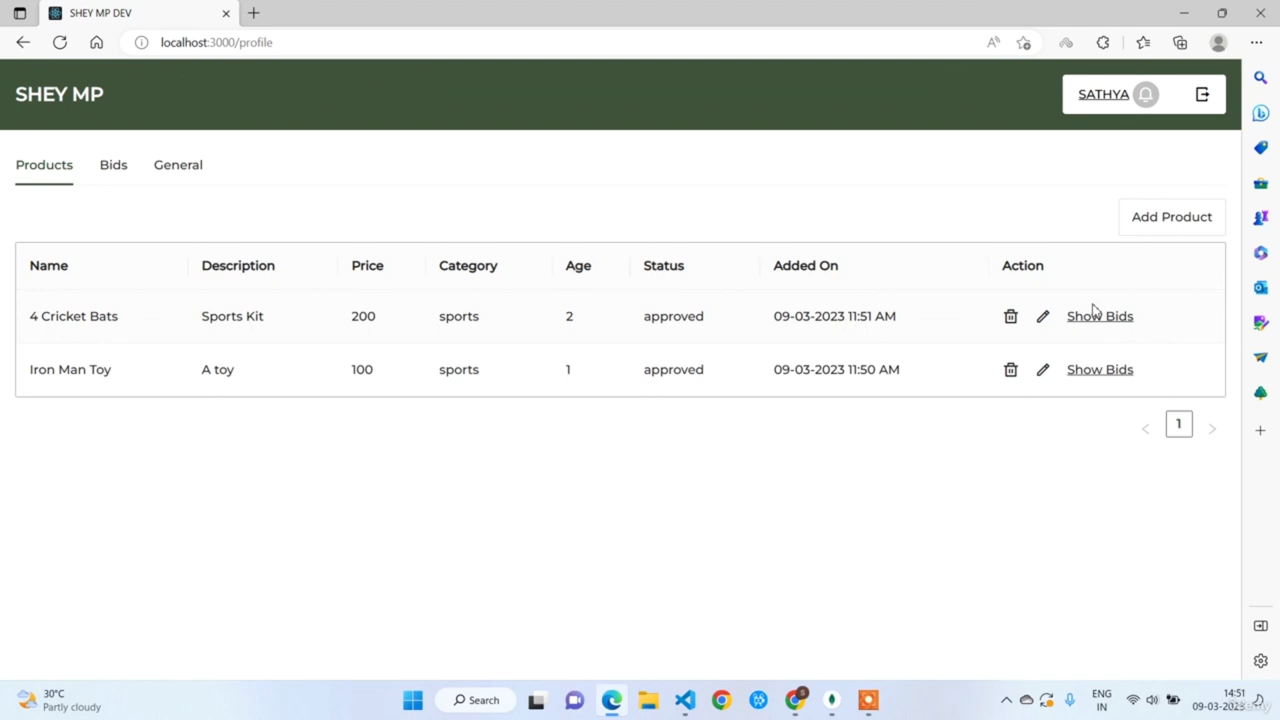 SHEY MP DEV
localhost:3000/profile
SHEY MP
SATHYA
Products Bids General
Add Product
Name Description Price Category Age Status Added On Action
4 Cricket Bats Sports Kit 200 sports 2 approved 09-03-2023 11:51 AM Show Bids
Iron Man Toy A toy 100 sports 1 approved 09-03-2023 11:50 AM Show Bids
< 1 >
30°C
Partly cloudy
Search
ENG
IN
14:51
09-03-2023